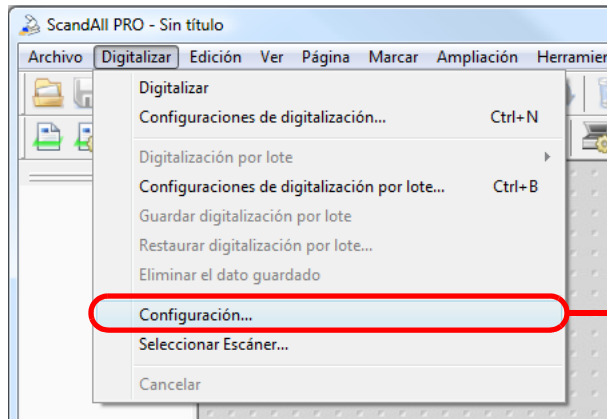 ScandAll PRO - Sin título
Archivo Digitalizar Edición Ver Página Marcar Ampliación
Digitalizar
Configuraciones de digitalización... Ctrl+N
Digitalización por lote
Configuraciones de digitalización por lote... Ctrl+B
Guardar digitalización por lote
Restaurar digitalización por lote...
Eliminar el dato guardado
Configuración...
Seleccionar Escáner...
Cancelar